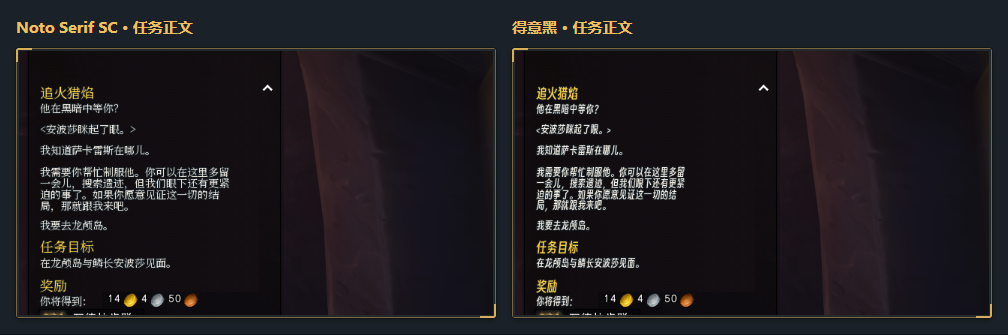 Noto Serif SC • 任务正文
追火猎焰
他在黑暗中等你?
<安波莎眯起了眼。>
我知道萨卡雷斯在哪儿。
我需要你帮忙制服他。你可以在这里多留
一会儿，搜索遗迹，但我们眼下还有更紧
迫的事了。如果你愿意见证这一切的结
局，那就跟我来吧。
我要去龙颅岛。
任务目标
在龙颅岛与鳞长安波莎见面。
奖励
你将得到: 14 4 50
得意黑 • 任务正文
追火猎焰
他在黑暗中等你?
<安波莎眯起了眼。>
我知道萨卡雷斯在哪儿。
我需要你帮忙制服他。你可以在这里多留
一会儿，搜索遗迹，但我们眼下还有更紧
迫的事了。如果你愿意见证这一切的结
局，那就跟我来吧。
我要去龙颅岛。
任务目标
在龙颅岛与鳞长安波莎见面。
奖励
你将得到: 14 4 50